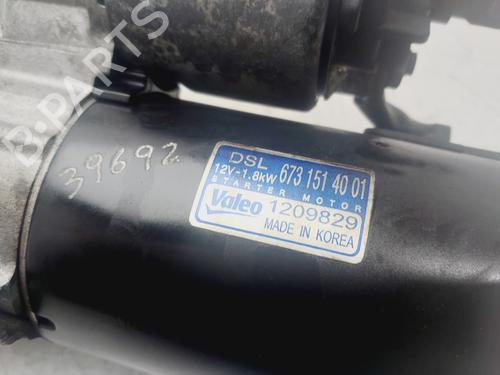 B-PARTS
39692
DSL 673 151 40 01
12V-1.8kW
STARTER MOTOR
Valeo 1209829
MADE IN KOREA